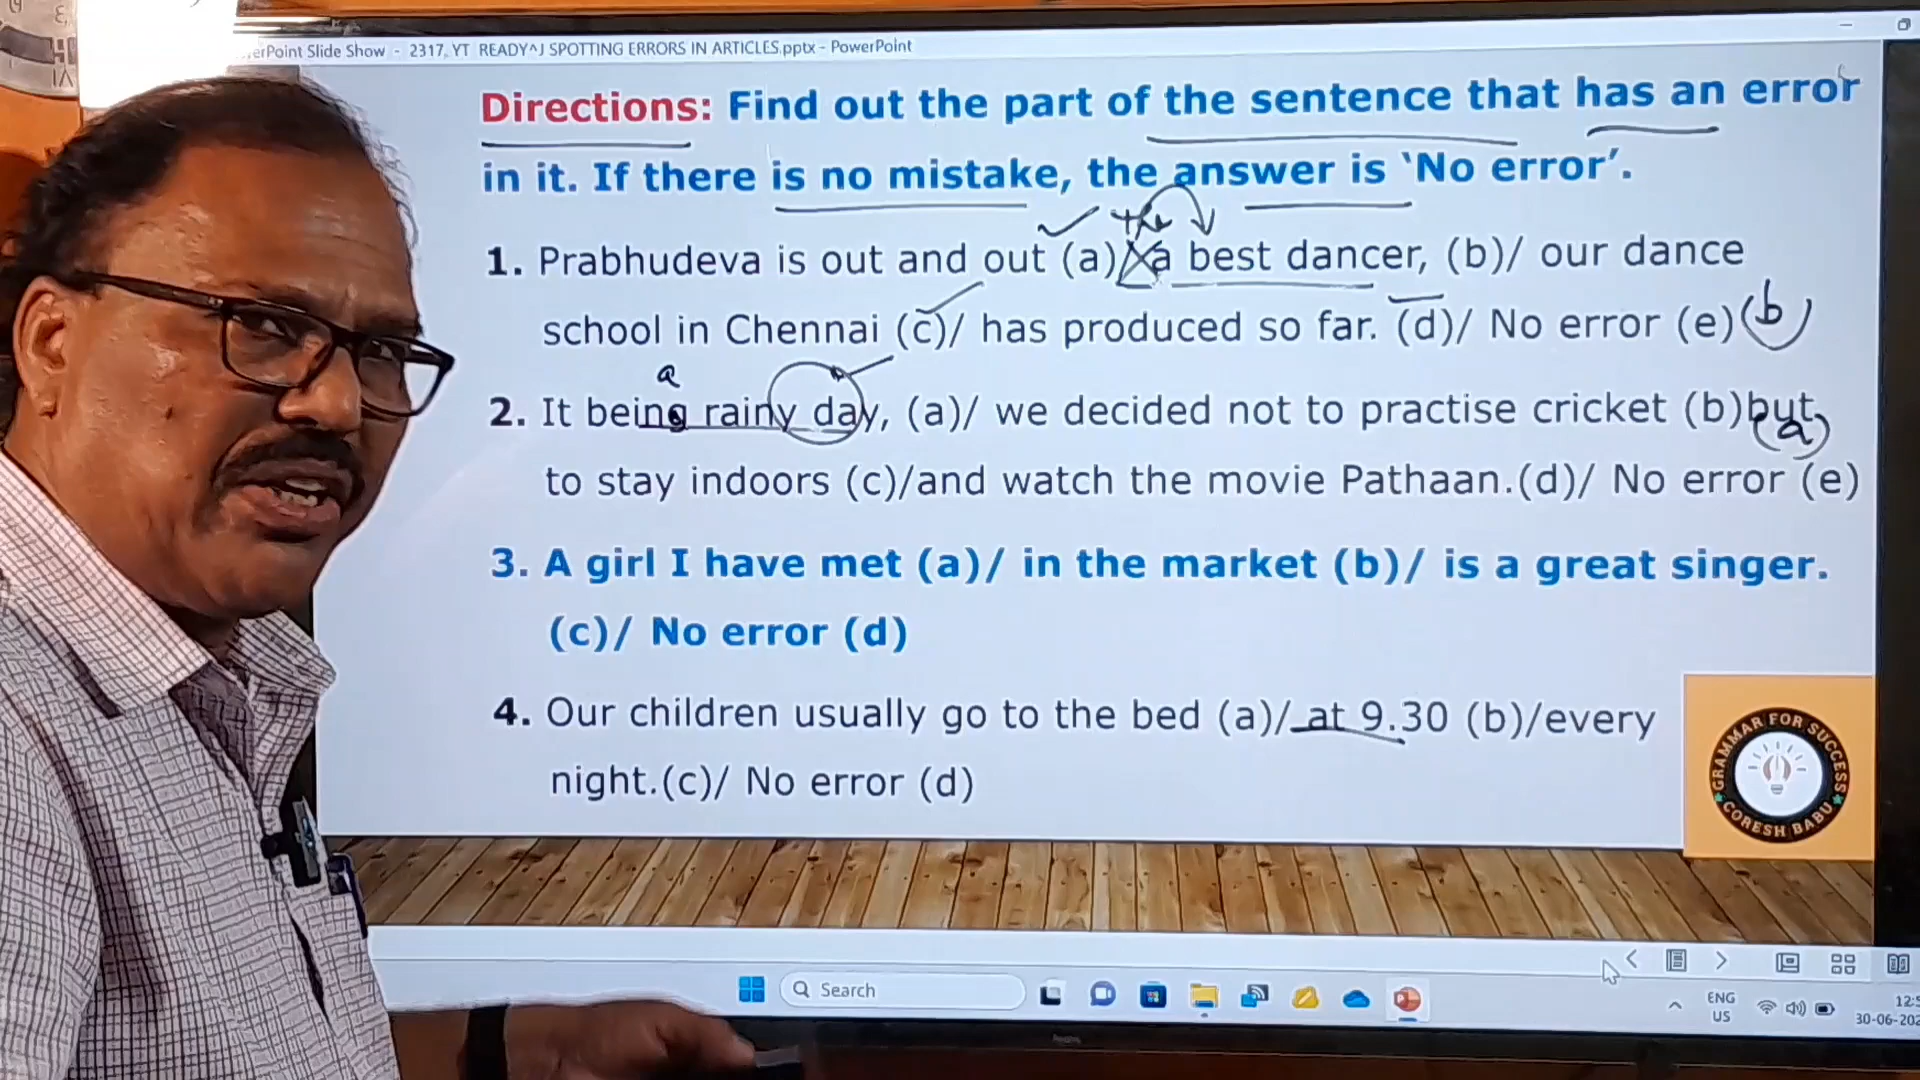 erPoint Slide Show - 2317. YT READY^J SPOTTING ERRORS IN ARTICLES.pptx - PowerPoint
Directions: Find out the part of the sentence that has an error
in it. If there is no mistake, the answer is ‘No error’.
the
1. Prabhudeva is out and out (a)/ a best dancer, (b)/ our dance
school in Chennai (c)/ has produced so far. (d)/ No error (e) (b)
a
2. It being rainy day, (a)/ we decided not to practise cricket (b)but
(a)
to stay indoors (c)/and watch the movie Pathaan.(d)/ No error (e)
3. A girl I have met (a)/ in the market (b)/ is a great singer.
(c)/ No error (d)
4. Our children usually go to the bed (a)/ at 9.30 (b)/every
night.(c)/ No error (d)
GRAMMAR FOR SUCCESS
CORESH BABU
Search
ENG
US
12:5
30-06-202